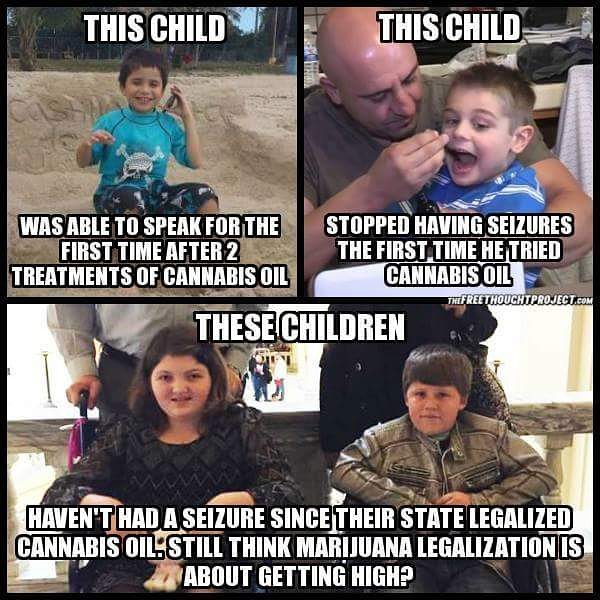 THIS CHILD
WAS ABLE TO SPEAK FOR THE
FIRST TIME AFTER 2
TREATMENTS OF CANNABIS OIL
THIS CHILD
STOPPED HAVING SEIZURES
THE FIRST TIME HE TRIED
CANNABIS OIL
THEFREETHOUGHTPROJECT.COM
THESE CHILDREN
HAVEN'T HAD A SEIZURE SINCE THEIR STATE LEGALIZED
CANNABIS OIL. STILL THINK MARIJUANA LEGALIZATION IS
ABOUT GETTING HIGH?